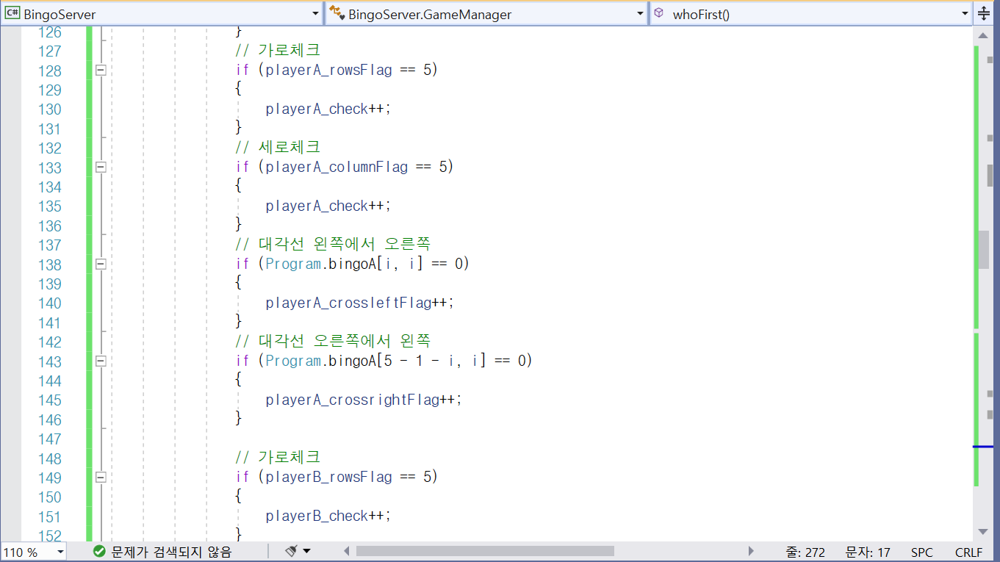 C# BingoServer BingoServer.GameManager whoFirst()
126 }
127 // 가로체크
128 if (playerA_rowsFlag == 5)
129 {
130 playerA_check++;
131 }
132 // 세로체크
133 if (playerA_columnFlag == 5)
134 {
135 playerA_check++;
136 }
137 // 대각선 왼쪽에서 오른쪽
138 if (Program.bingoA[i, i] == 0)
139 {
140 playerA_crossleftFlag++;
141 }
142 // 대각선 오른쪽에서 왼쪽
143 if (Program.bingoA[5 - 1 - i, i] == 0)
144 {
145 playerA_crossrightFlag++;
146 }
147
148 // 가로체크
149 if (playerB_rowsFlag == 5)
150 {
151 playerB_check++;
152 }
110 % 문제가 검색되지 않음 줄: 272 문자: 17 SPC CRLF